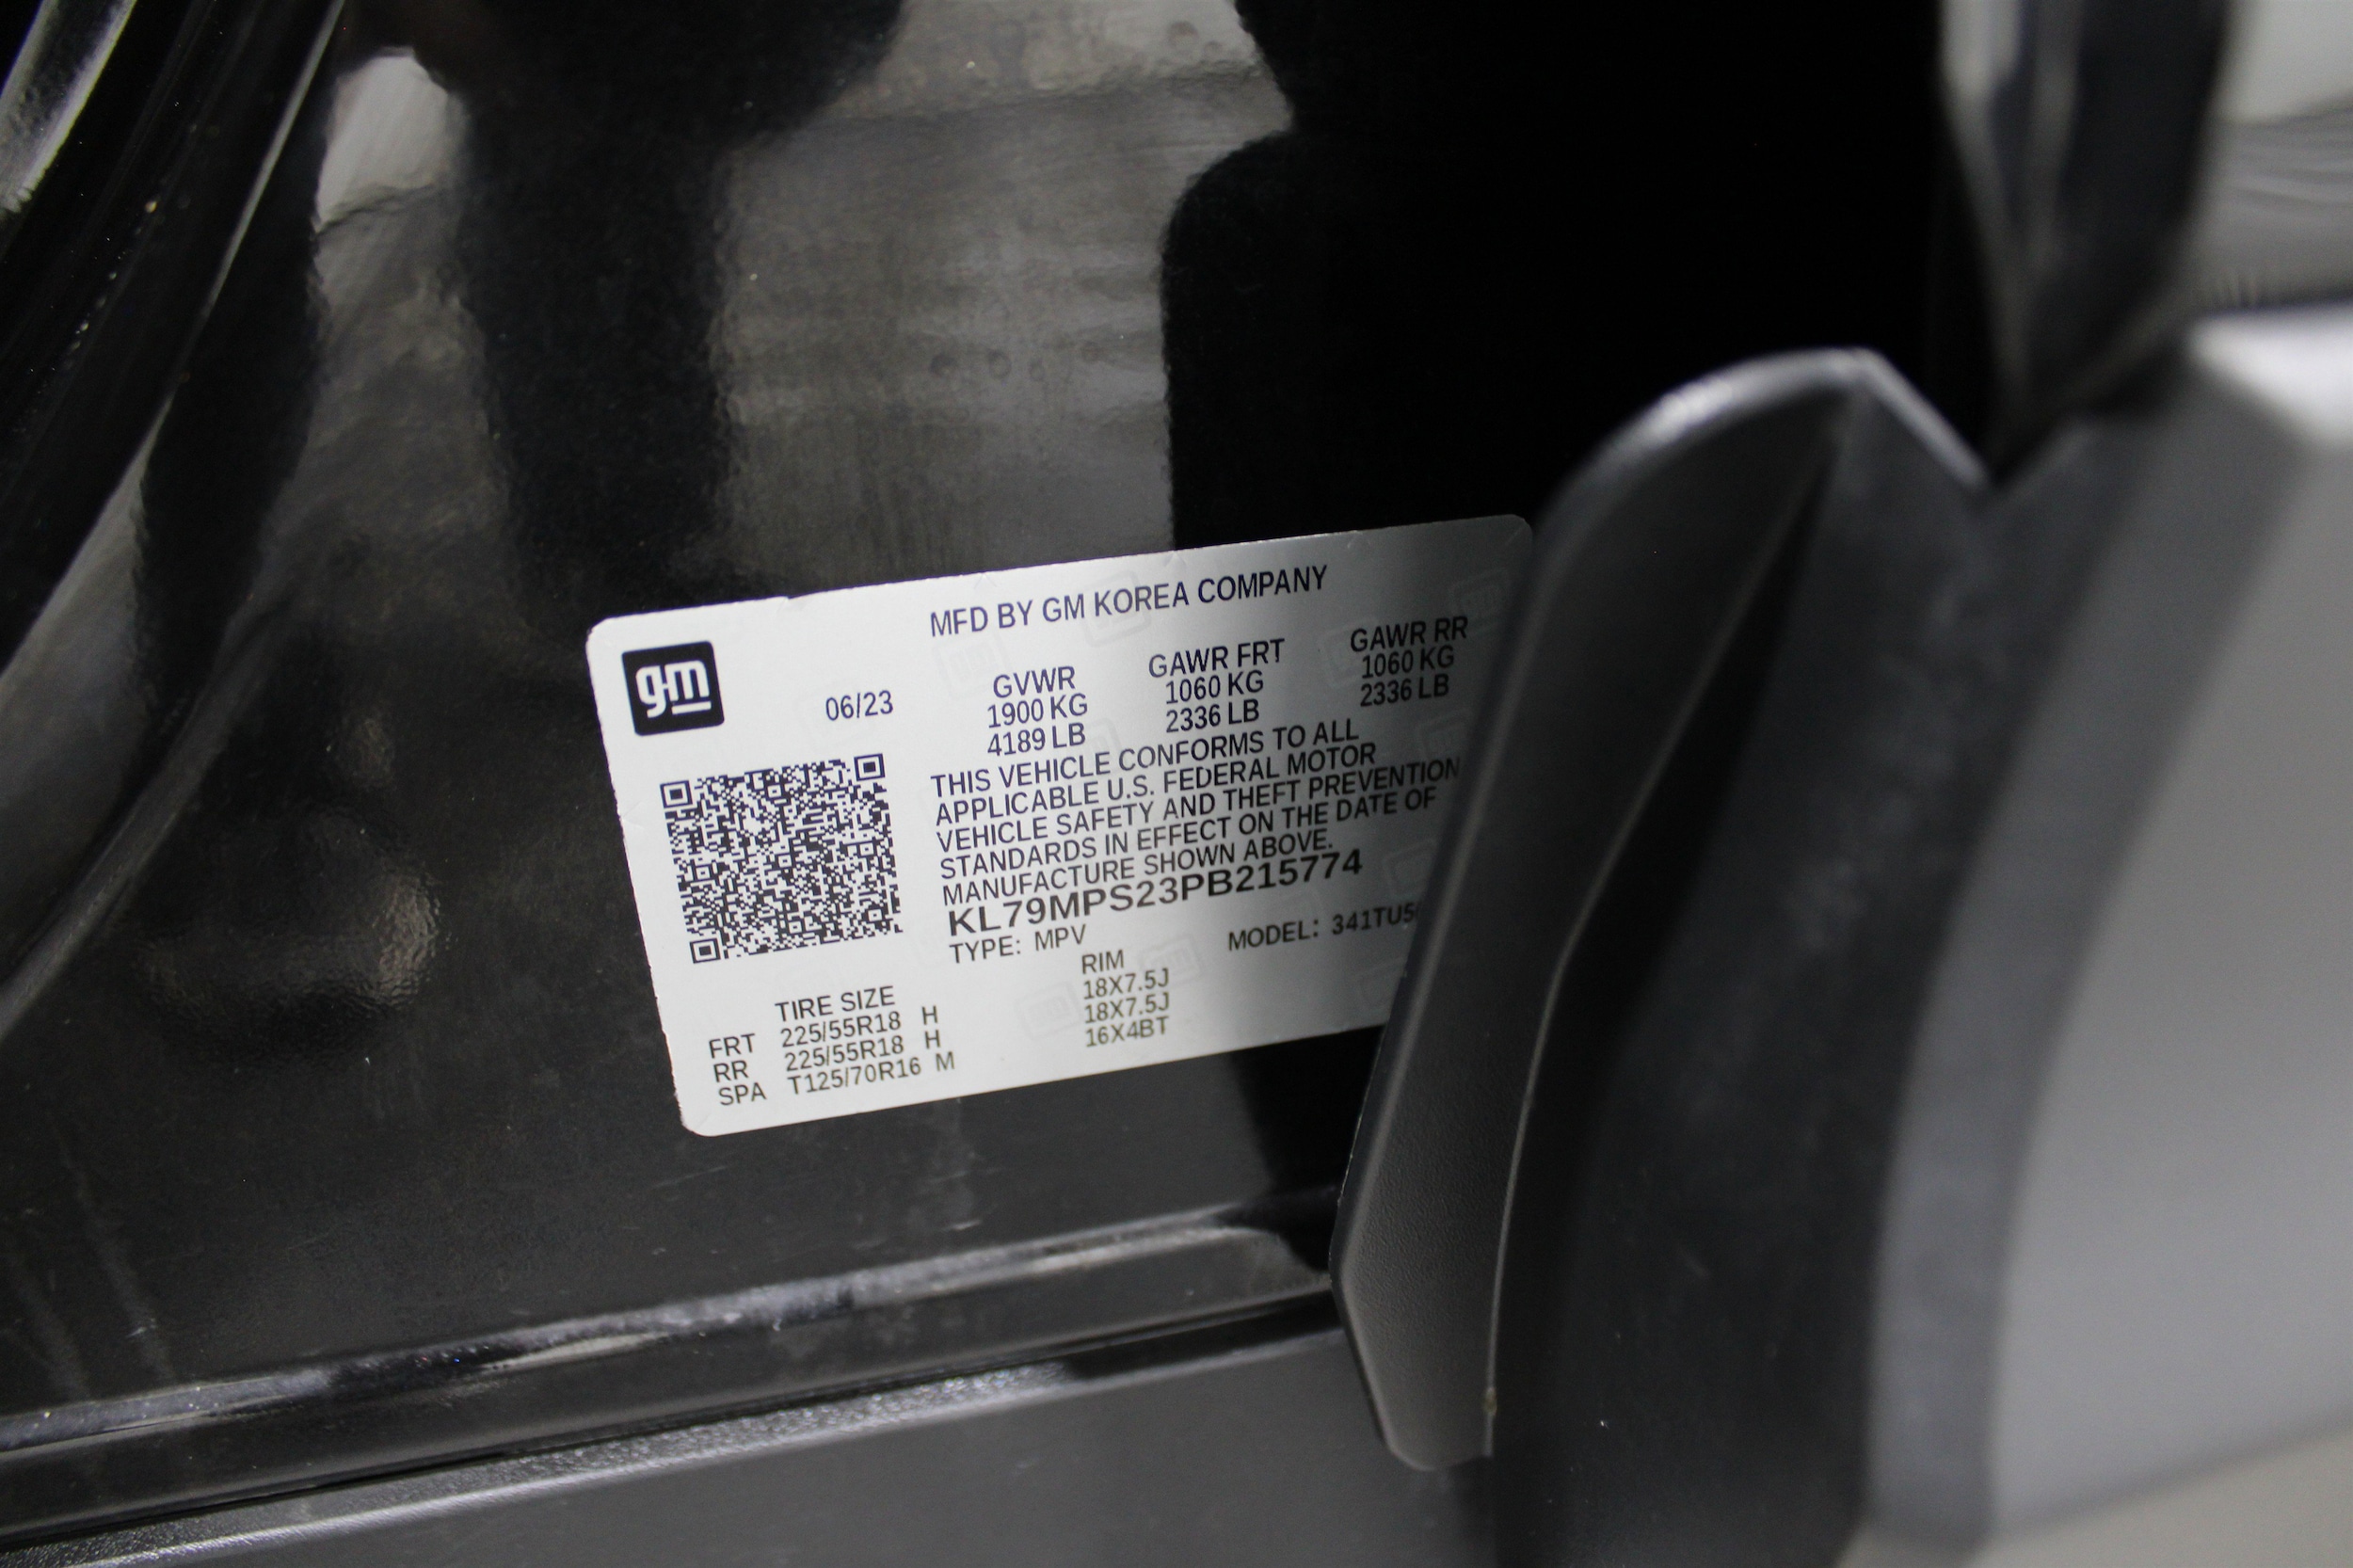 MFD BY GM KOREA COMPANY
gm
06/23
GVWR GAWR FRT GAWR RR
1900 KG 1060 KG 1060 KG
4189 LB 2336 LB 2336 LB
THIS VEHICLE CONFORMS TO ALL
APPLICABLE U.S. FEDERAL MOTOR
VEHICLE SAFETY AND THEFT PREVENTION
STANDARDS IN EFFECT ON THE DATE OF
MANUFACTURE SHOWN ABOVE.
KL79MPS23PB215774
TYPE: MPV MODEL: 341TU5
TIRE SIZE RIM
FRT 225/55R18 H 18X7.5J
RR 225/55R18 H 18X7.5J
SPA T125/70R16 M 16X4BT